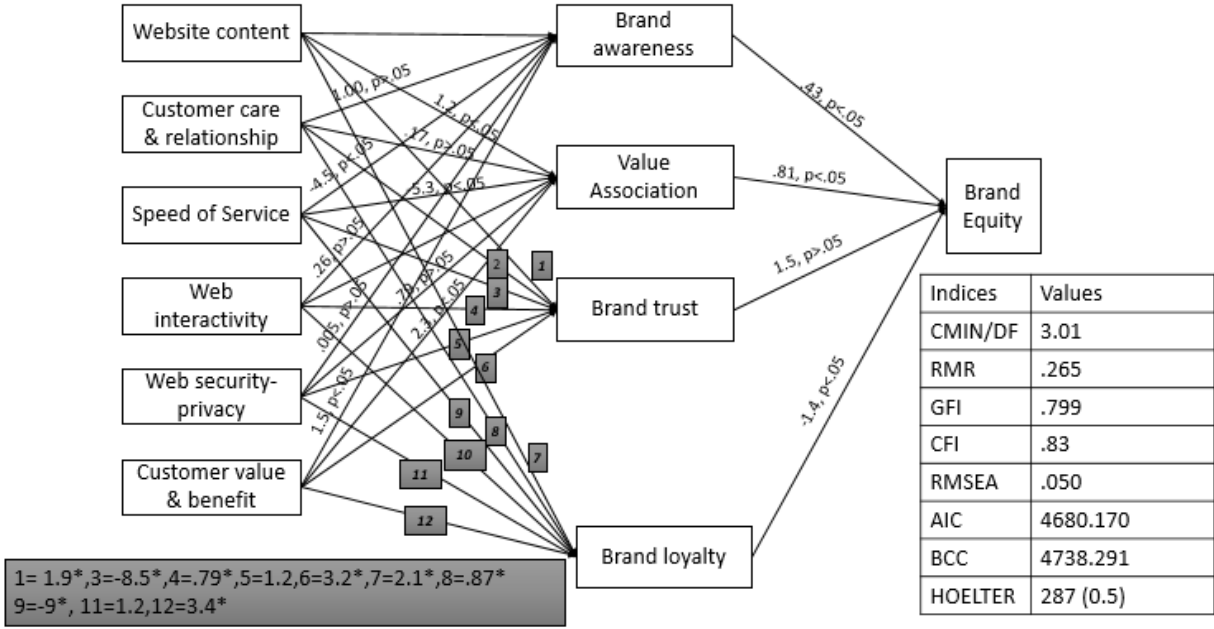 Website content
Customer care
& relationship
Speed of Service
Web
interactivity
Web security-
privacy
Customer value
& benefit
1.00, p>.05
1.2, p<.05
.17, p>.05
-4.5, p<.05
-5.3, p<.05
.26, p>.05
.79, p>.05
.005, p>.05
2.3, p<.05
1.5, p<.05
1
2
3
4
5
6
7
8
9
10
11
12
Brand
awareness
Value
Association
Brand trust
Brand loyalty
.43, p<.05
.81, p<.05
1.5, p>.05
-1.4, p<.05
Brand
Equity
Indices Values
CMIN/DF 3.01
RMR .265
GFI .799
CFI .83
RMSEA .050
AIC 4680.170
BCC 4738.291
HOELTER 287 (0.5)
1= 1.9*,3=-8.5*,4=.79*,5=1.2,6=3.2*,7=2.1*,8=.87*
9=-9*, 11=1.2,12=3.4*